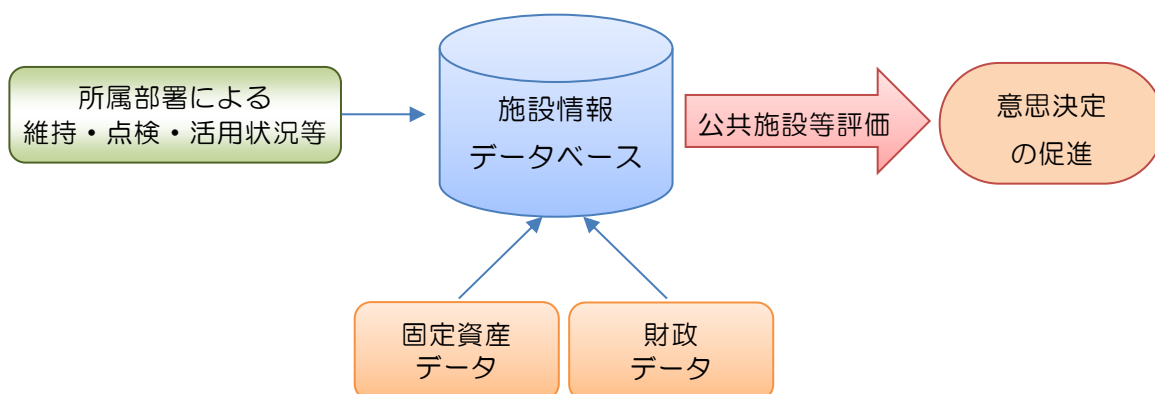 所属部署による
維持・点検・活用状況等
施設情報
データベース
公共施設等評価
意思決定
の促進
固定資産
データ
財政
データ